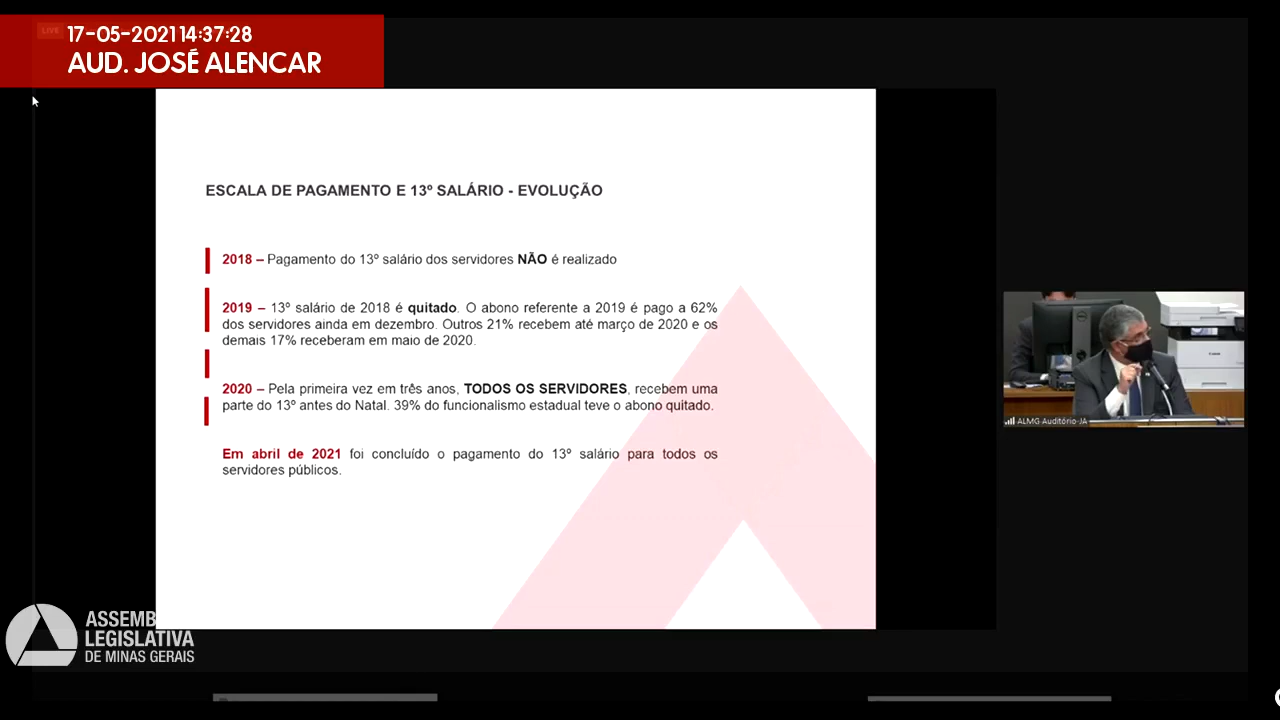 LIVE
17-05-2021 14:37:28
AUD. JOSÉ ALENCAR
ESCALA DE PAGAMENTO E 13º SALÁRIO - EVOLUÇÃO
2018 – Pagamento do 13º salário dos servidores NÃO é realizado
2019 – 13º salário de 2018 é quitado. O abono referente a 2019 é pago a 62%
dos servidores ainda em dezembro. Outros 21% recebem até março de 2020 e os
demais 17% receberam em maio de 2020.
2020 – Pela primeira vez em três anos, TODOS OS SERVIDORES, recebem uma
parte do 13º antes do Natal. 39% do funcionalismo estadual teve o abono quitado.
Em abril de 2021 foi concluído o pagamento do 13º salário para todos os
servidores públicos.
Canon
ALMG Auditório-JA
ASSEMB
LEGISLATIVA
DE MINAS GERAIS